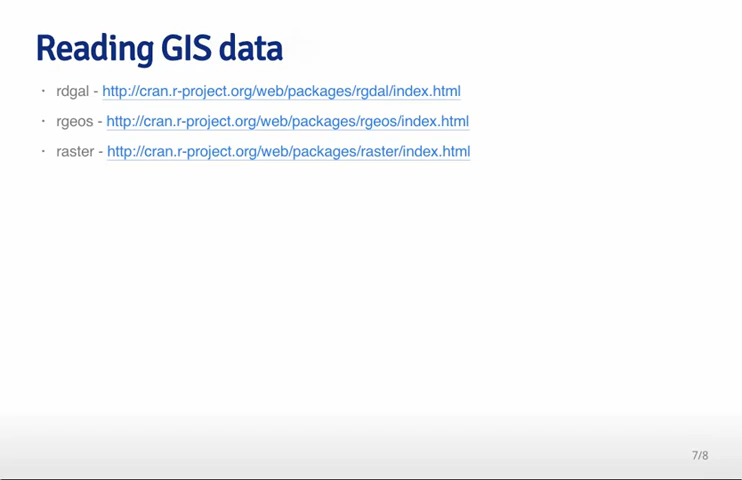 Reading GIS data
· rdgal - http://cran.r-project.org/web/packages/rgdal/index.html
· rgeos - http://cran.r-project.org/web/packages/rgeos/index.html
· raster - http://cran.r-project.org/web/packages/raster/index.html
7/8